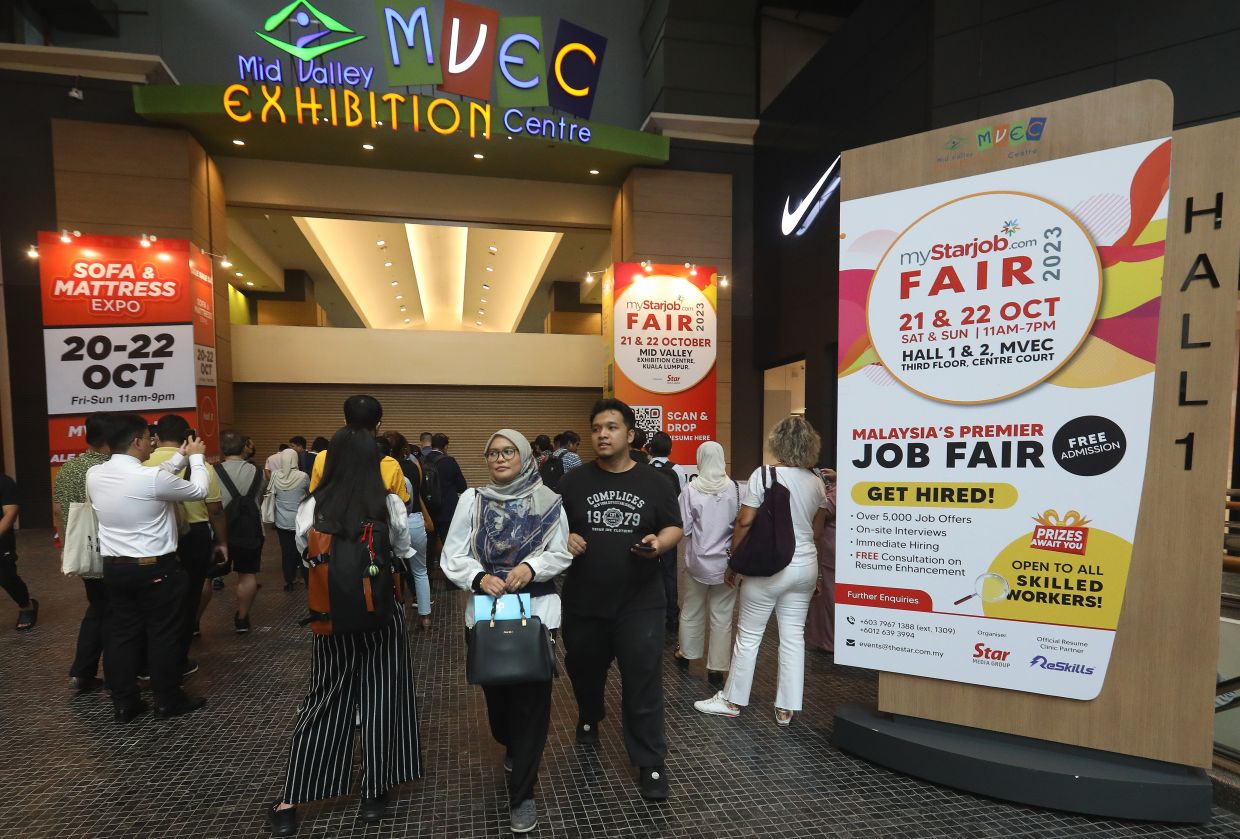 Mid Valley
MVEC
EXHIBITION Centre
SOFA &
MATTRESS
EXPO
20-22
OCT
Fri-Sun 11am-9pm
20-22
OCT
myStarjob.com
FAIR 2023
21 & 22 OCTOBER
MID VALLEY
EXHIBITION CENTRE,
KUALA LUMPUR.
Star
SCAN &
DROP
COMPLICES
1979
Mid Valley MVEC
Centre
myStarjob.com
FAIR 2023
21 & 22 OCT
SAT & SUN | 11AM-7PM
HALL 1 & 2, MVEC
THIRD FLOOR, CENTRE COURT
MALAYSIA'S PREMIER
JOB FAIR
FREE
ADMISSION
GET HIRED!
• Over 5,000 Job Offers
• On-site Interviews
• Immediate Hiring
• FREE Consultation on
Resume Enhancement
PRIZES
AWAIT YOU
OPEN TO ALL
SKILLED
WORKERS!
Further Enquiries
+603 7967 1388 (ext. 1309)
+6012 639 3994
events@thestar.com.my
Organiser
Star
MEDIA GROUP
Official Resume
Clinic Partner
ReSkills
HALL 1